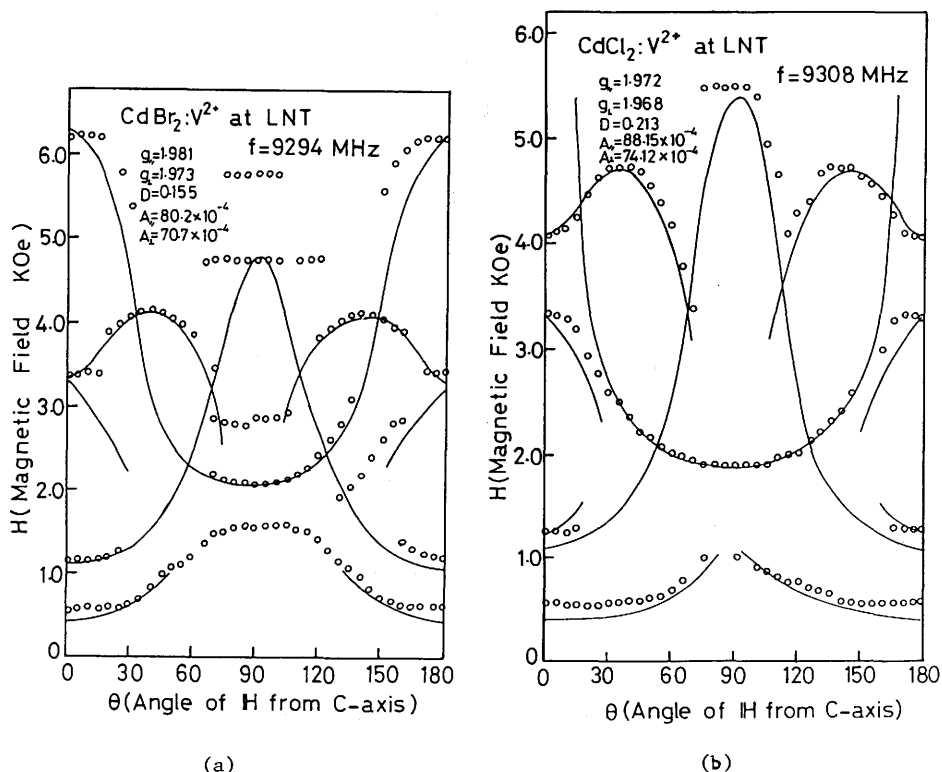 CdBr₂:V²⁺ at LNT
f=9294 MHz
g∥=1.981
g⊥=1.973
D=0.155
A∥=80.2×10⁻⁴
A⊥=70.7×10⁻⁴
H(Magnetic Field KOe)
6.0
5.0
4.0
3.0
2.0
1.0
0
0 30 60 90 120 150 180
θ(Angle of H from C-axis)
(a)
CdCl₂:V²⁺ at LNT
f=9308 MHz
g∥=1.972
g⊥=1.968
D=0.213
A∥=88.15×10⁻⁴
A⊥=74.12×10⁻⁴
H(Magnetic Field KOe)
6.0
5.0
4.0
3.0
2.0
1.0
0
0 30 60 90 120 150 180
θ(Angle of H from C-axis)
(b)